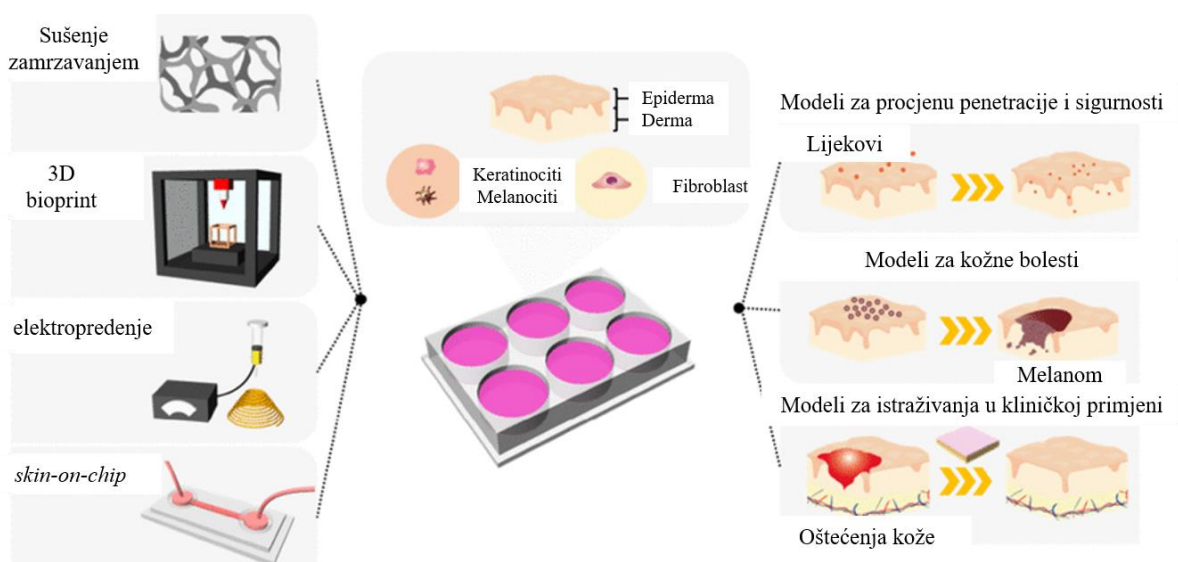 Sušenje
zamrzavanjem
3D
bioprint
elektropredenje
skin-on-chip
Epiderma
Derma
Keratinociti
Melanociti
Fibroblast
Modeli za procjenu penetracije i sigurnosti
Lijekovi
Modeli za kožne bolesti
Melanom
Modeli za istraživanja u kliničkoj primjeni
Oštećenja kože